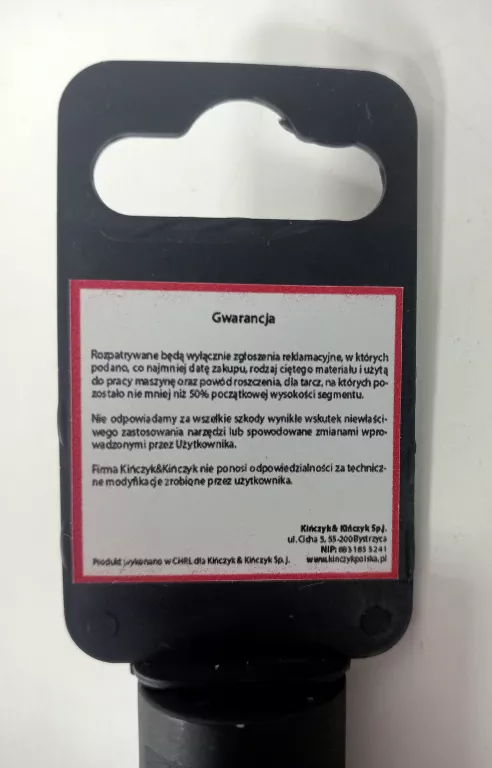 Gwarancja
Rozpatrywane będą wyłącznie zgłoszenia reklamacyjne, w których
podano, co najmniej datę zakupu, rodzaj ciętego materiału i użytą
do pracy maszynę oraz powód roszczenia, dla tarcz, na których po-
zostało nie mniej niż 50% początkowej wysokości segmentu.
Nie odpowiadamy za wszelkie szkody wynikłe wskutek niewłaści-
wego zastosowania narzędzi lub spowodowane zmianami wpro-
wadzonymi przez Użytkownika.
Firma Kińczyk&Kińczyk nie ponosi odpowiedzialności za technicz-
ne modyfikacje zrobione przez użytkownika.
Kińczyk & Kińczyk Sp.j.
ul. Cicha 5, 55-200 Bystrzyca
NIP: 883 185 3241
Produkt wykonano w CHRL dla Kińczyk & Kińczyk Sp. j. www.kinczykpolska.pl